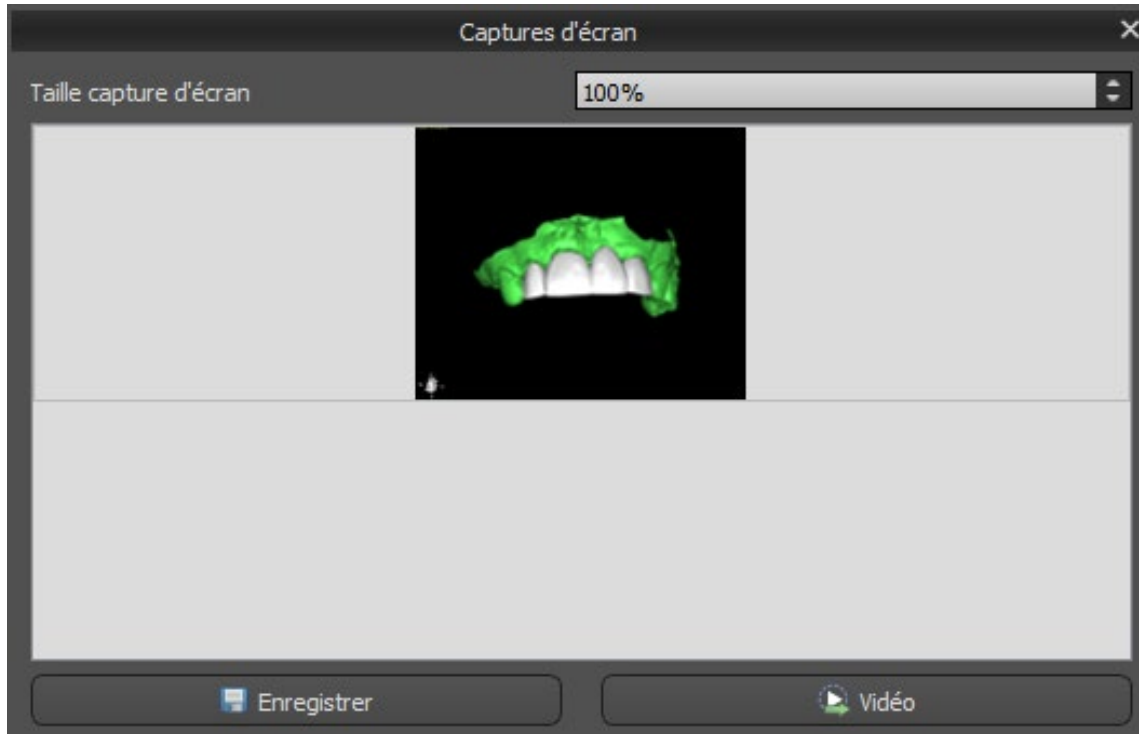 Captures d'écran
Taille capture d'écran
100%
Enregistrer
Vidéo